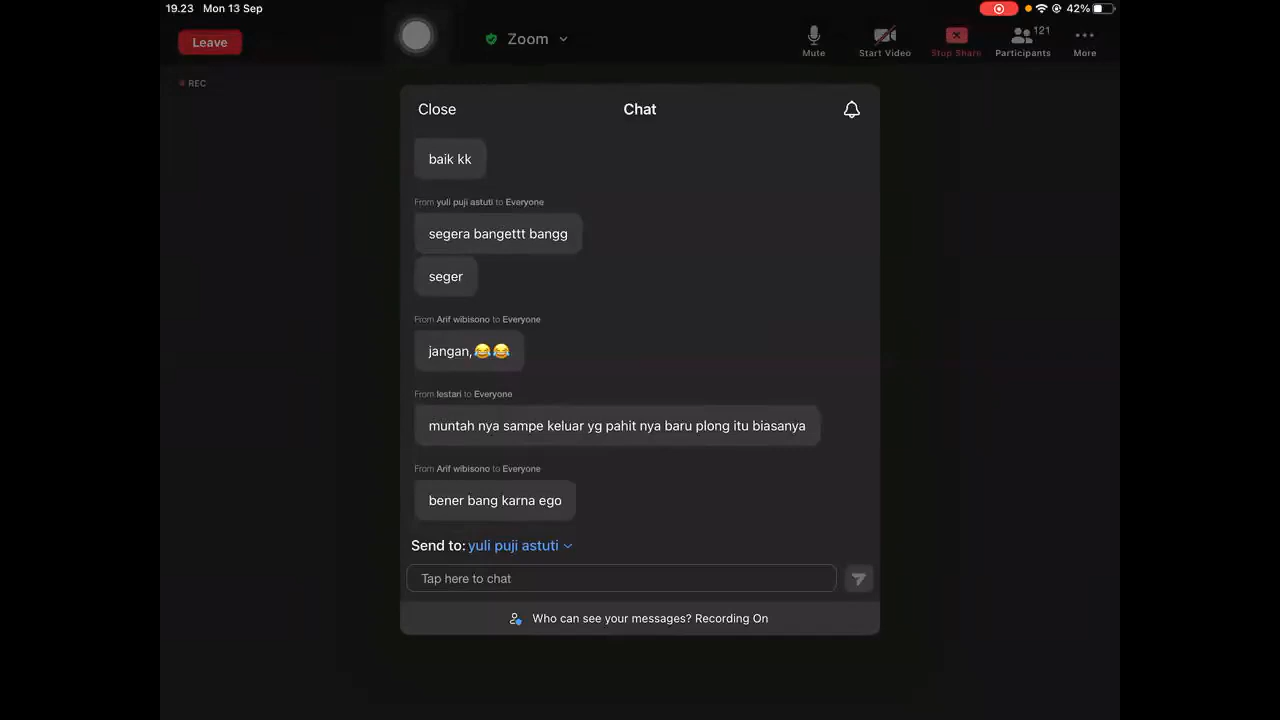 19.23 Mon 13 Sep
42%
Leave
Zoom
Mute
Start Video
Stop Share
121
Participants
More
REC
Close
Chat
baik kk
From yuli puji astuti to Everyone
segera bangettt bangg
seger
From Arif wibisono to Everyone
jangan,😂😂
From lestari to Everyone
muntah nya sampe keluar yg pahit nya baru plong itu biasanya
From Arif wibisono to Everyone
bener bang karna ego
Send to: yuli puji astuti
Tap here to chat
Who can see your messages? Recording On